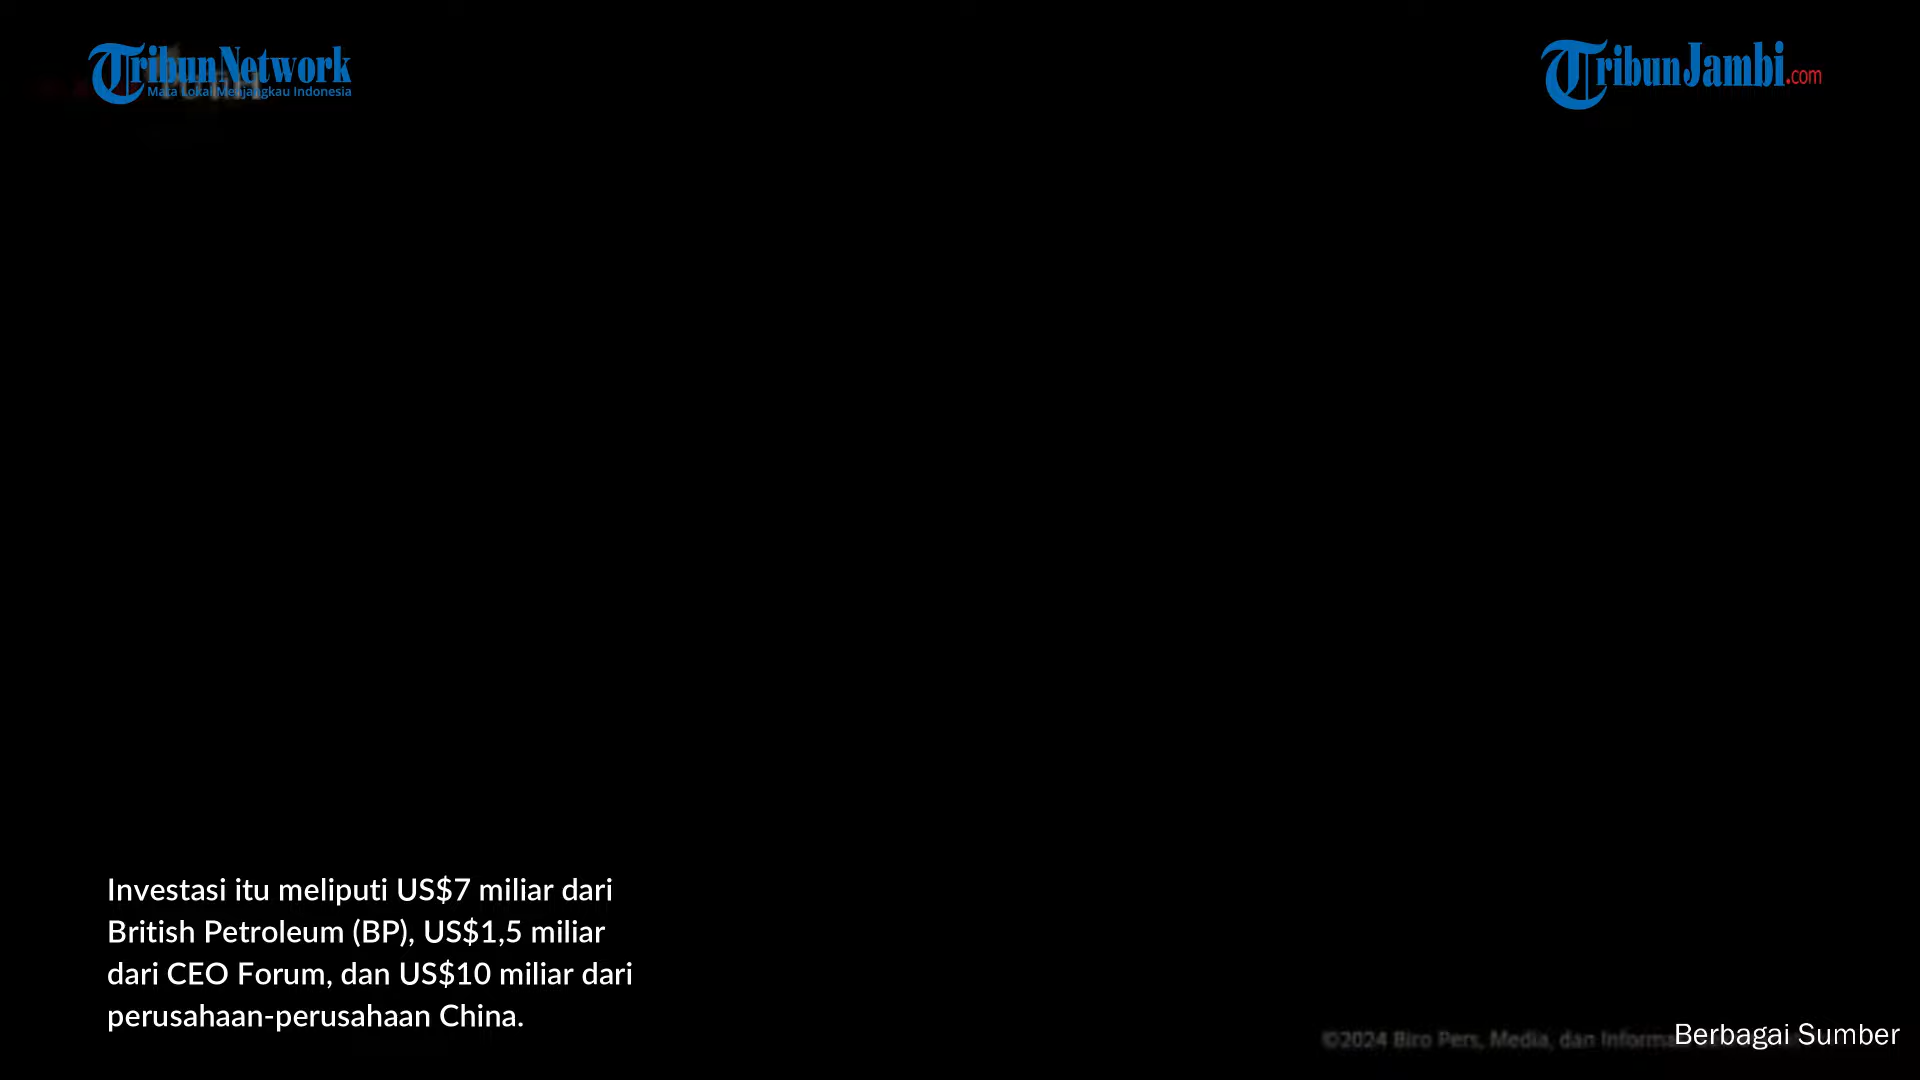 TribunNetwork
Mata Lokal Menjangkau Indonesia
TribunJambi.com
Investasi itu meliputi US$7 miliar dari
British Petroleum (BP), US$1,5 miliar
dari CEO Forum, dan US$10 miliar dari
perusahaan-perusahaan China.
©2024 Biro Pers, Media, dan
Berbagai Sumber